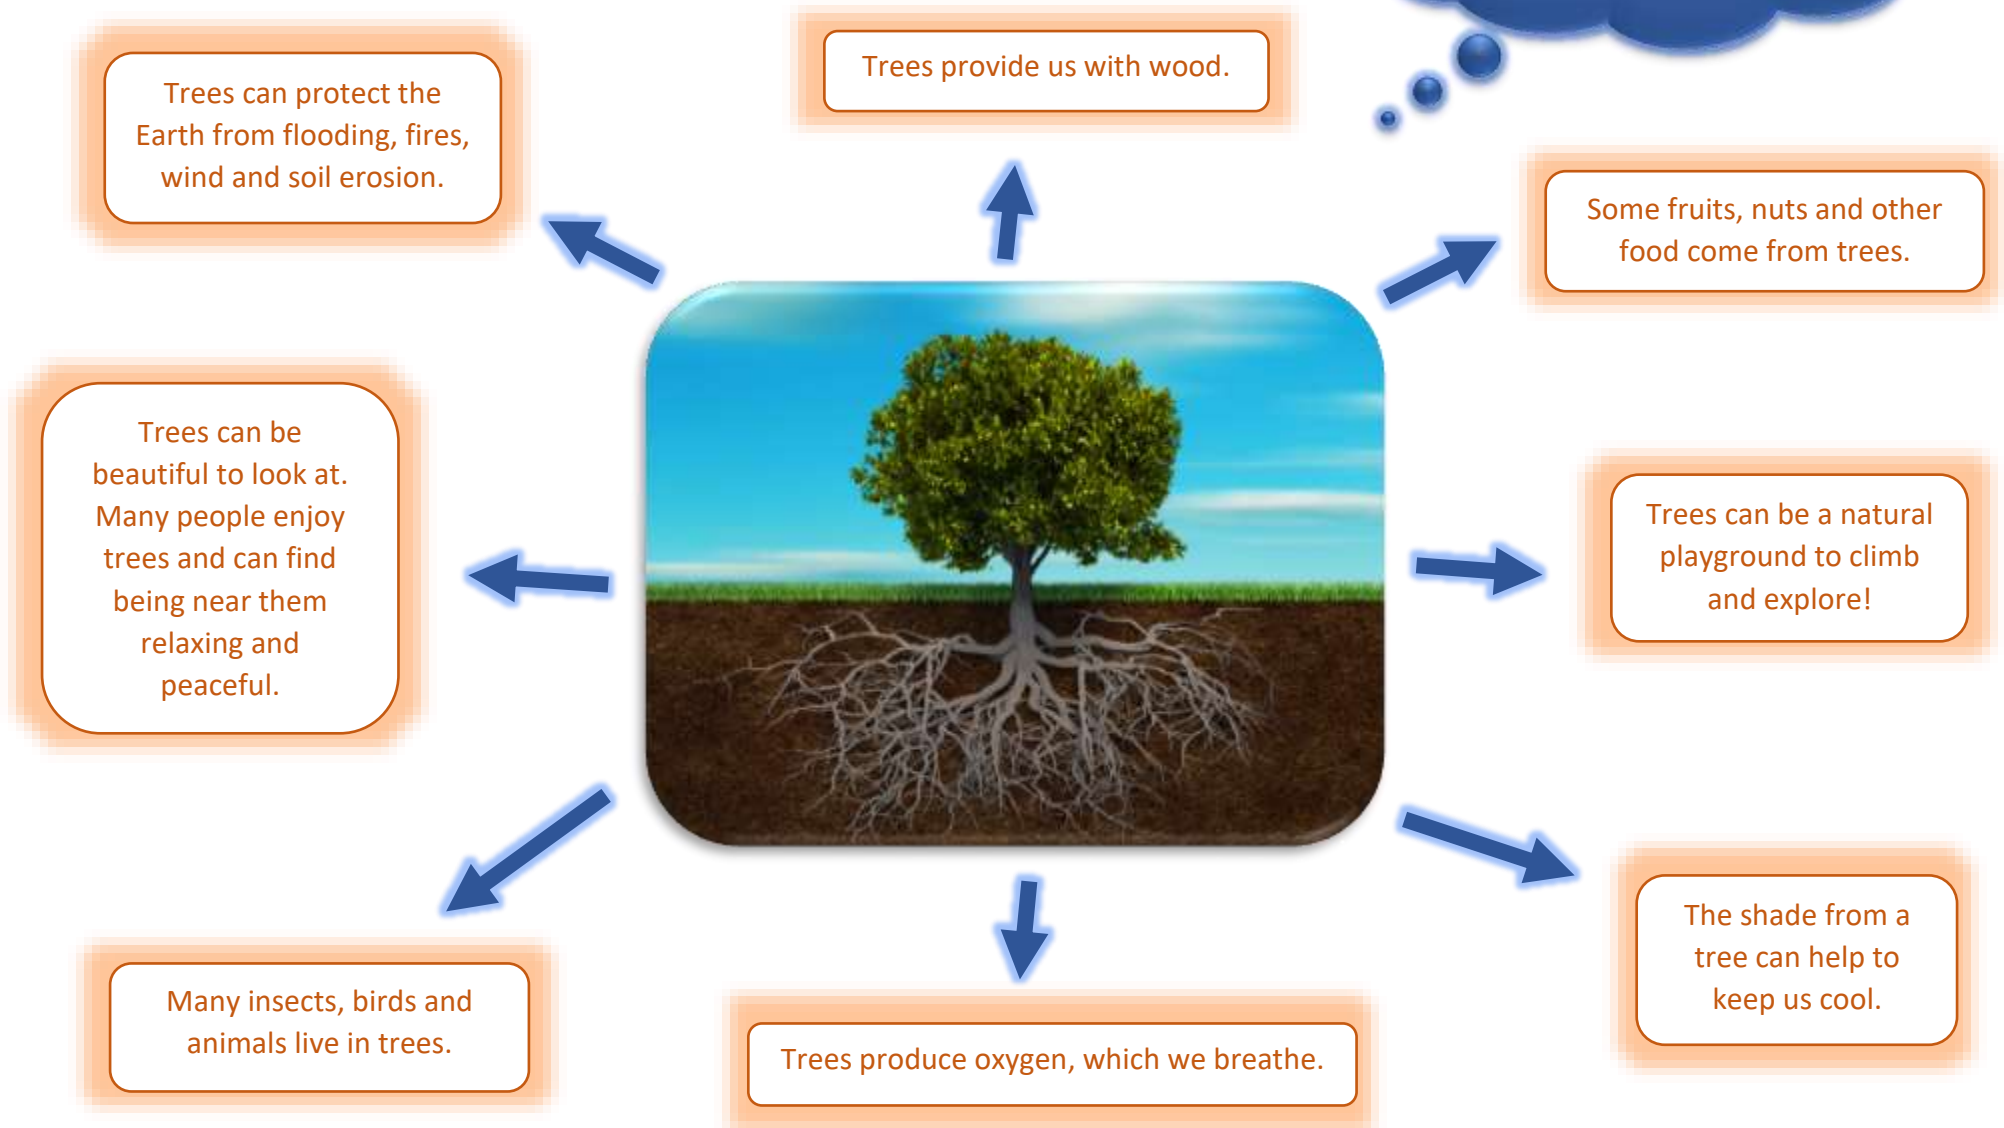 Trees can protect the
Earth from flooding, fires,
wind and soil erosion.
Trees provide us with wood.
Some fruits, nuts and other
food come from trees.
Trees can be
beautiful to look at.
Many people enjoy
trees and can find
being near them
relaxing and
peaceful.
Trees can be a natural
playground to climb
and explore!
The shade from a
tree can help to
keep us cool.
Many insects, birds and
animals live in trees.
Trees produce oxygen, which we breathe.